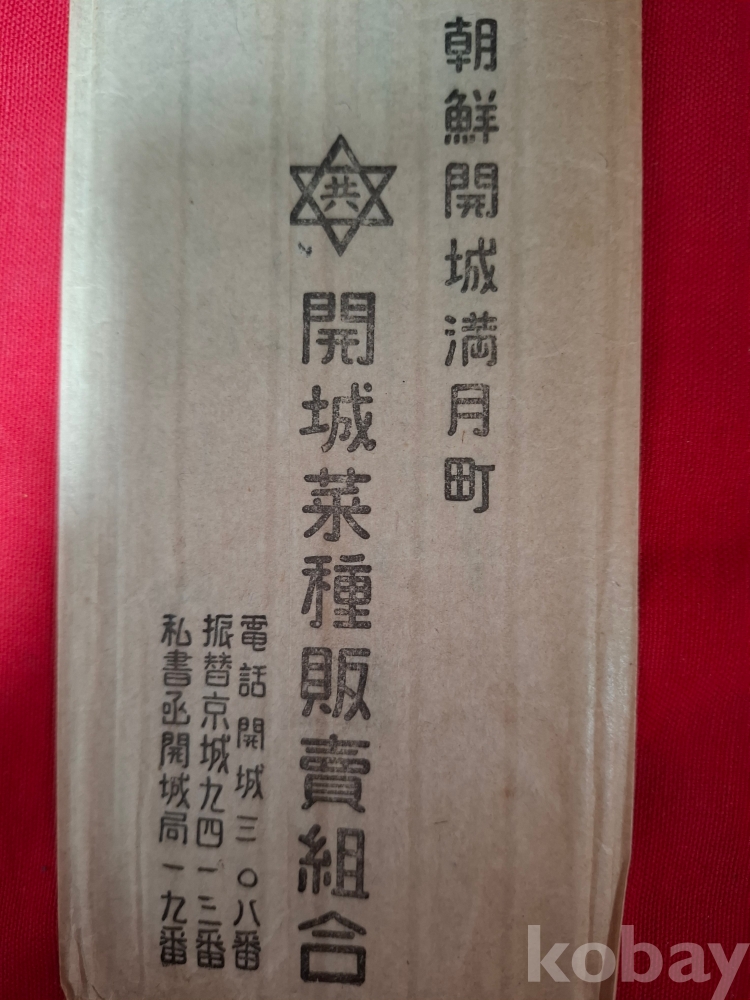 朝鮮開城満月町
共
開城菜種販賣組合
電話開城三〇八番
振替京城九四一三番
私書函開城局一九番
kobay